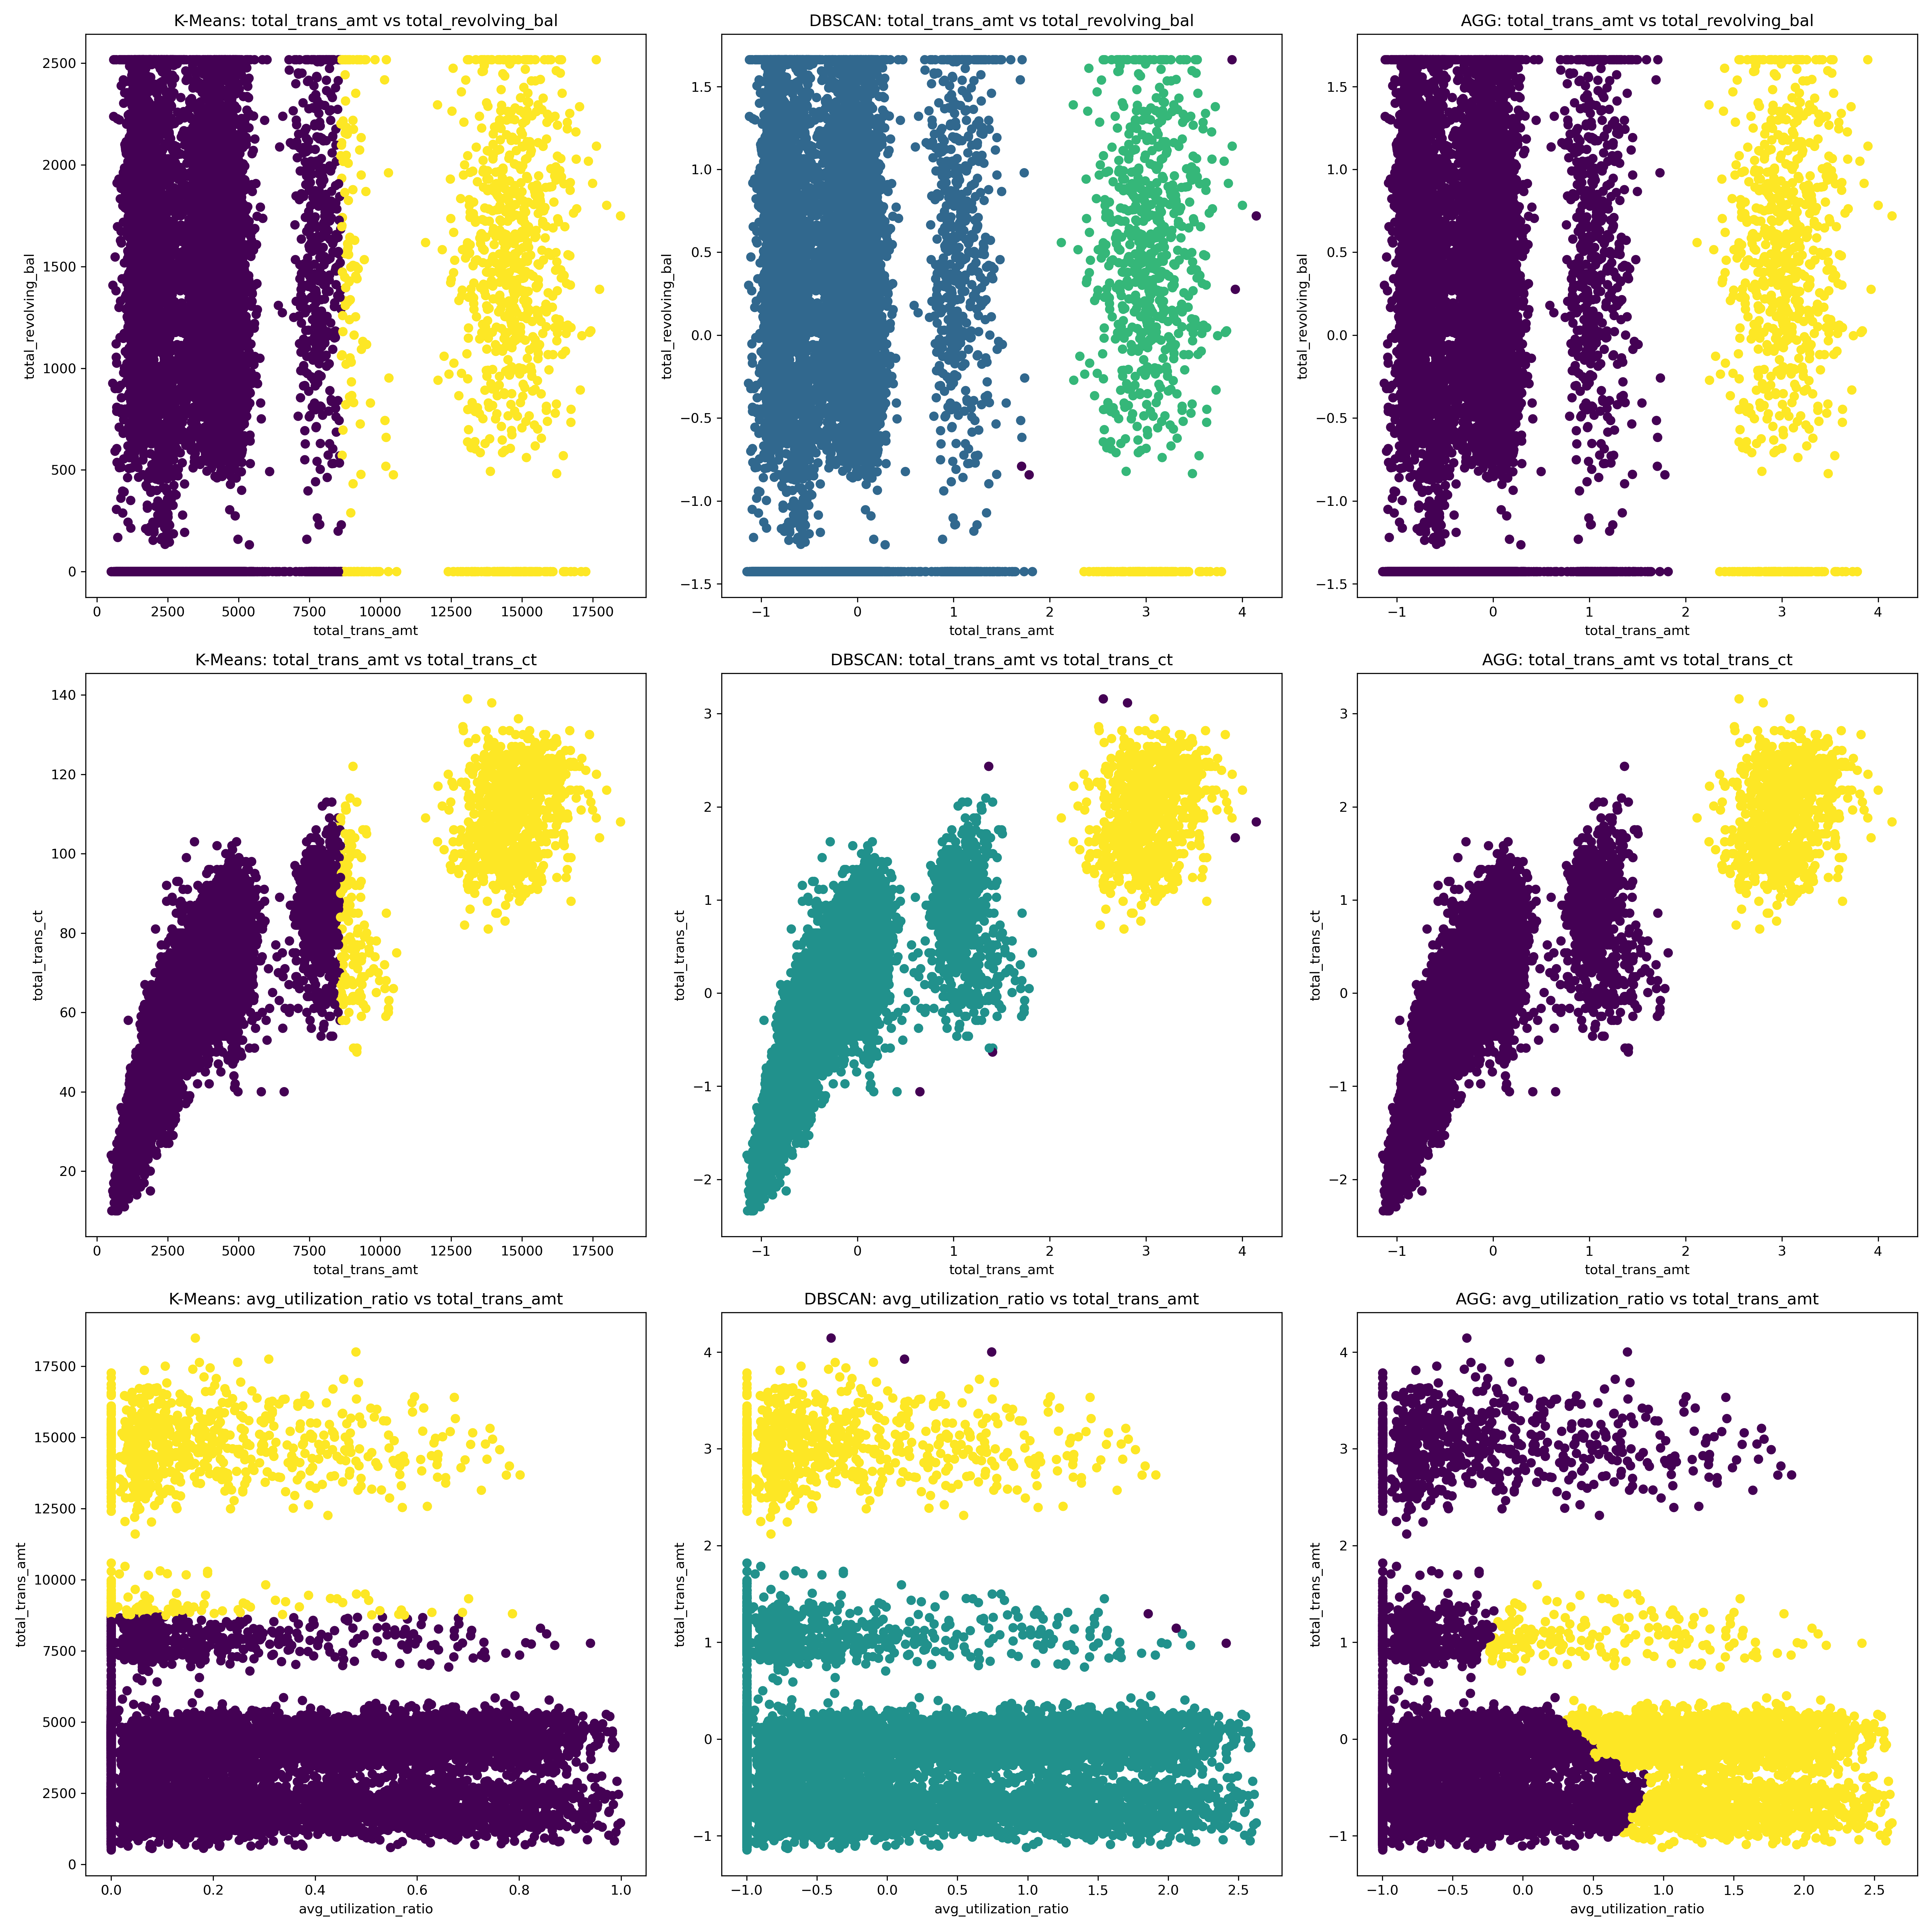 K-Means: total_trans_amt vs total_revolving_bal
DBSCAN: total_trans_amt vs total_revolving_bal
AGG: total_trans_amt vs total_revolving_bal
total_revolving_bal
2500
2000
1500
1000
500
0
0 2500 5000 7500 10000 12500 15000 17500
total_trans_amt
total_revolving_bal
1.5
1.0
0.5
0.0
−0.5
−1.0
−1.5
−1 0 1 2 3 4
total_trans_amt
total_revolving_bal
1.5
1.0
0.5
0.0
−0.5
−1.0
−1.5
−1 0 1 2 3 4
total_trans_amt
K-Means: total_trans_amt vs total_trans_ct
DBSCAN: total_trans_amt vs total_trans_ct
AGG: total_trans_amt vs total_trans_ct
total_trans_ct
140
120
100
80
60
40
20
0 2500 5000 7500 10000 12500 15000 17500
total_trans_amt
total_trans_ct
3
2
1
0
−1
−2
−1 0 1 2 3 4
total_trans_amt
total_trans_ct
3
2
1
0
−1
−2
−1 0 1 2 3 4
total_trans_amt
K-Means: avg_utilization_ratio vs total_trans_amt
DBSCAN: avg_utilization_ratio vs total_trans_amt
AGG: avg_utilization_ratio vs total_trans_amt
total_trans_amt
17500
15000
12500
10000
7500
5000
2500
0
0.0 0.2 0.4 0.6 0.8 1.0
avg_utilization_ratio
total_trans_amt
4
3
2
1
0
−1
−1.0 −0.5 0.0 0.5 1.0 1.5 2.0 2.5
avg_utilization_ratio
total_trans_amt
4
3
2
1
0
−1
−1.0 −0.5 0.0 0.5 1.0 1.5 2.0 2.5
avg_utilization_ratio